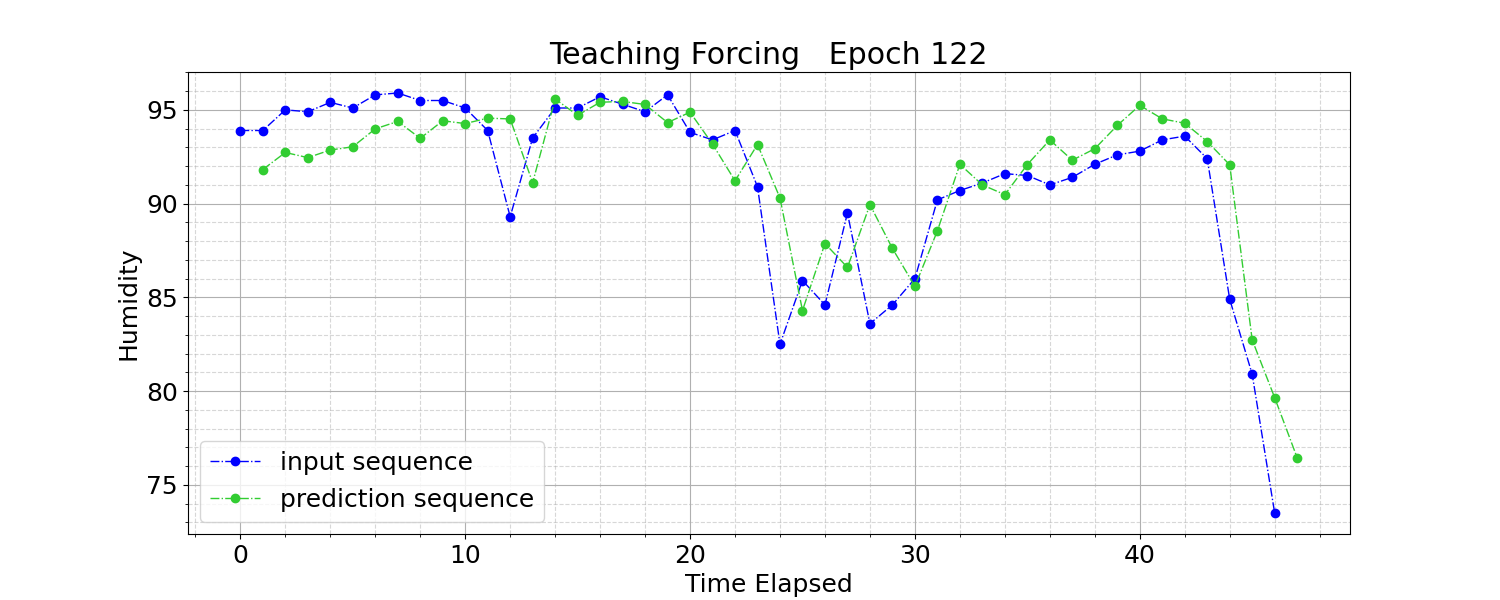 Teaching Forcing   Epoch 122
Humidity
95
90
85
80
75
input sequence
prediction sequence
0 10 20 30 40
Time Elapsed